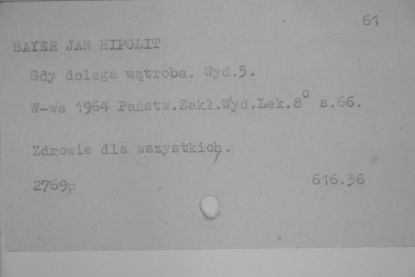 61
BAYER JAN HIPOLIT
Gdy dolega wątroba. Wyd.5.
W-wa 1964 Państw.Zakł.Wyd.Lek.8° s.66.
Zdrowie dla wszystkich.
2769p 616.36